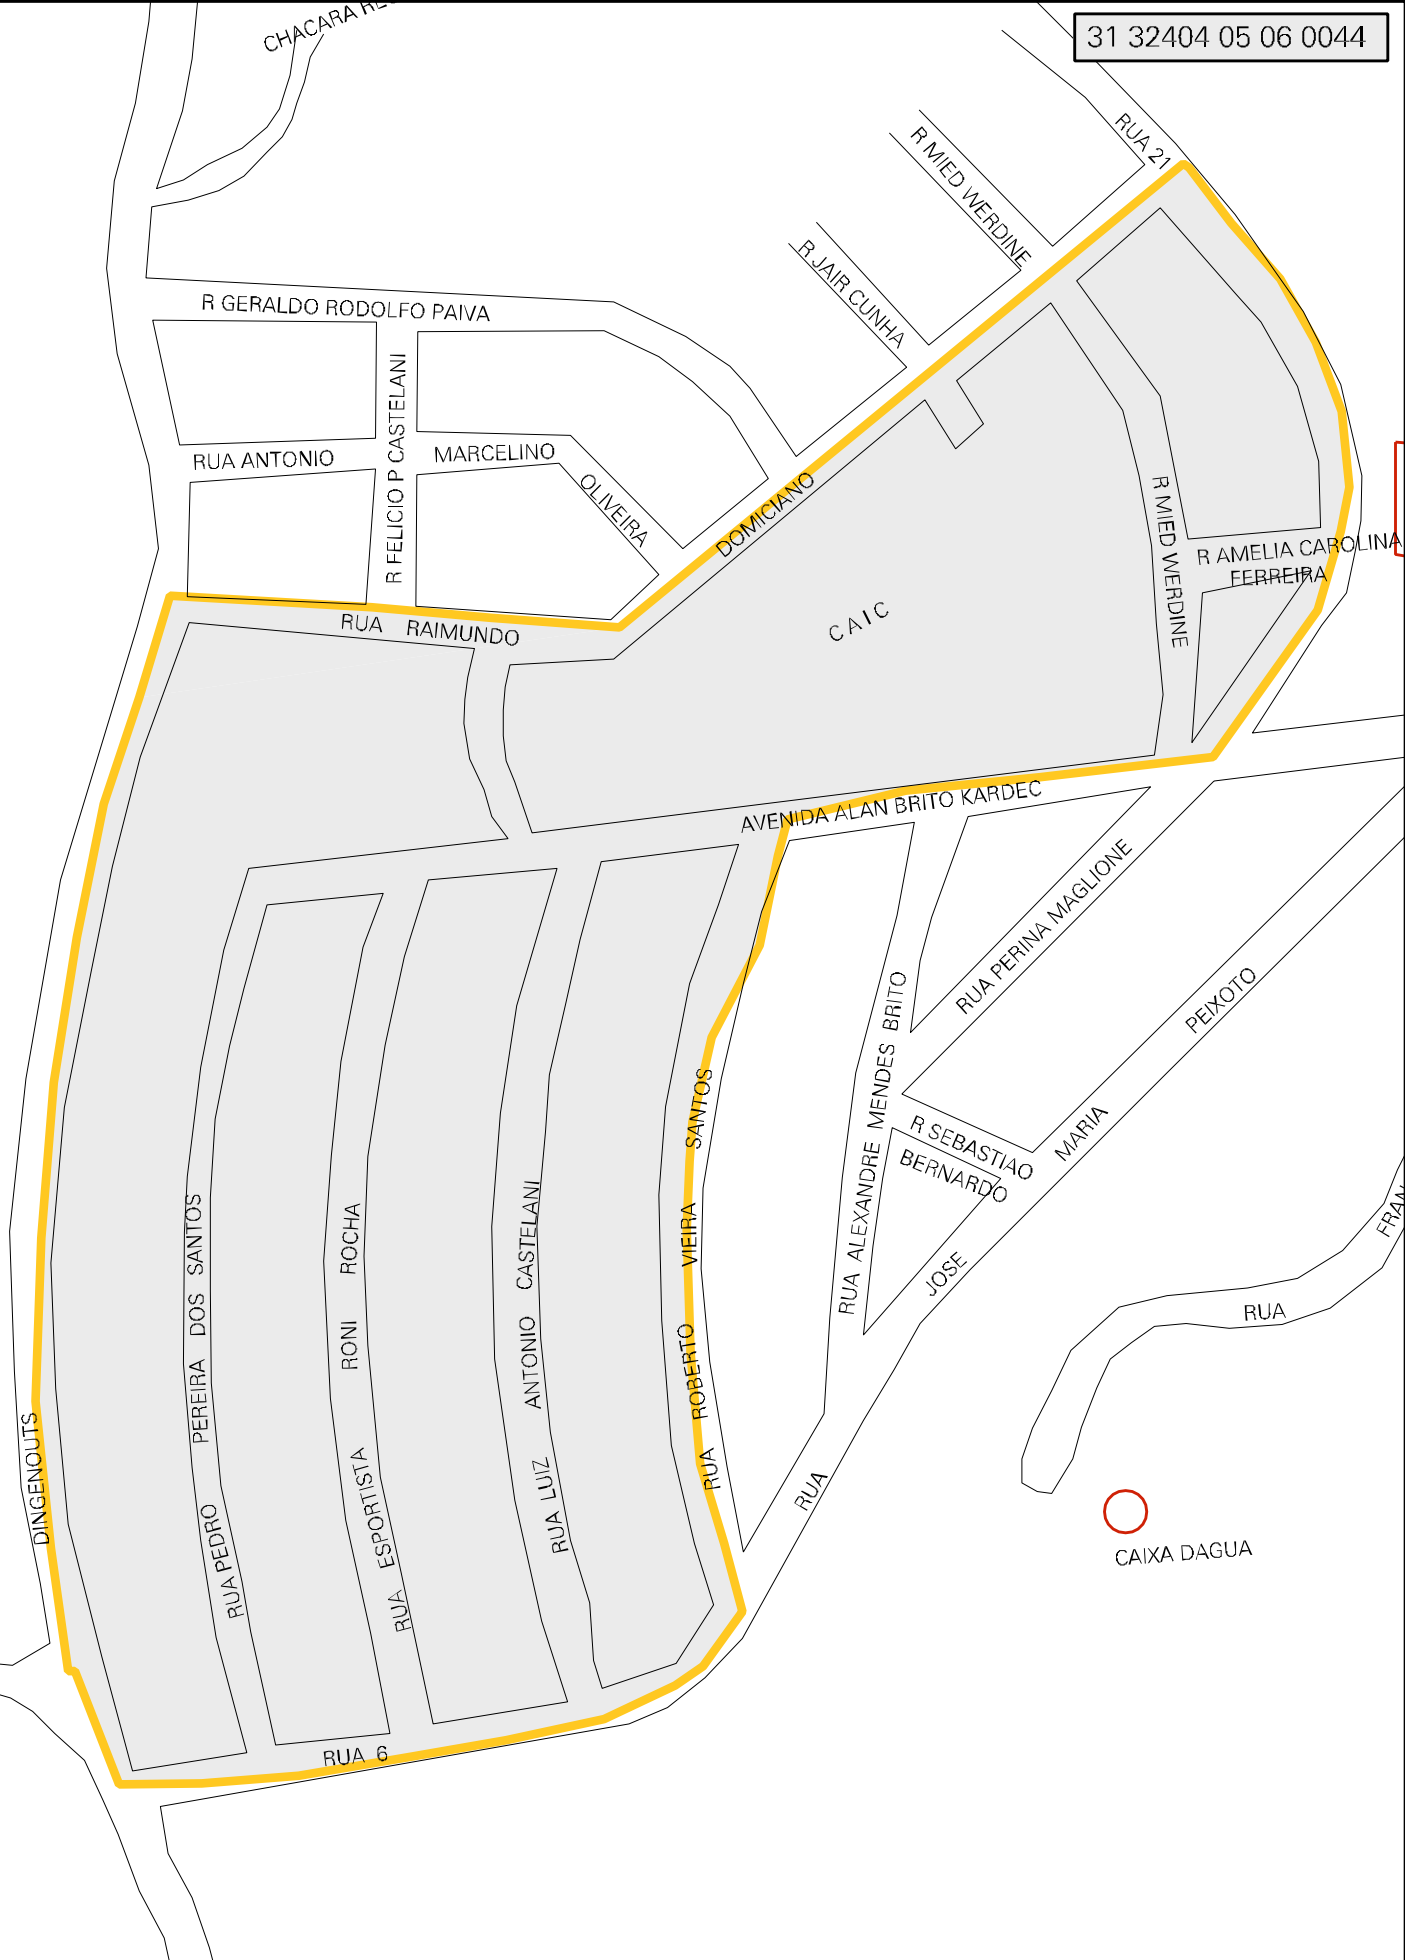 31 32404 05 06 0044
CHACARA
RUA 21
R MIED WERDINE
R JAIR CUNHA
R GERALDO RODOLFO PAIVA
R FELICIO P CASTELANI
RUA ANTONIO
MARCELINO
OLIVEIRA
DOMICIANO
R MIED WERDINE
R AMELIA CAROLINA
FERREIRA
CAIC
RUA RAIMUNDO
AVENIDA ALAN BRITO KARDEC
RUA PERINA MAGLIONE
PEIXOTO
MARIA
JOSE
RUA
RUA ALEXANDRE MENDES BRITO
R SEBASTIAO
BERNARDO
RUA ROBERTO VIEIRA SANTOS
RUA LUIZ ANTONIO CASTELANI
RUA ESPORTISTA RONI ROCHA
RUA PEDRO PEREIRA DOS SANTOS
DINGENOUTS
RUA
FRAN
CAIXA DAGUA
RUA 6